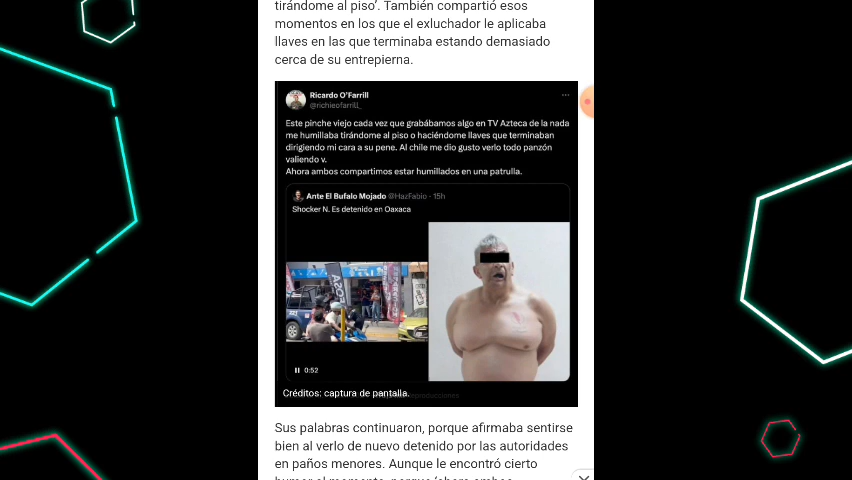 tirándome al piso'. También compartió esos
momentos en los que el exluchador le aplicaba
llaves en las que terminaba estando demasiado
cerca de su entrepierna.
Ricardo O'Farrill
@richieofarrill_
Este pinche viejo cada vez que grabábamos algo en TV Azteca de la nada
me humillaba tirándome al piso o haciéndome llaves que terminaban
dirigiendo mi cara a su pene. Al chile me dio gusto verlo todo panzón
valiendo v.
Ahora ambos compartimos estar humillados en una patrulla.
Ante El Bufalo Mojado @HazFabio · 15h
Shocker N. Es detenido en Oaxaca
0:52
Créditos: captura de pantalla.
Sus palabras continuaron, porque afirmaba sentirse
bien al verlo de nuevo detenido por las autoridades
en paños menores. Aunque le encontró cierto